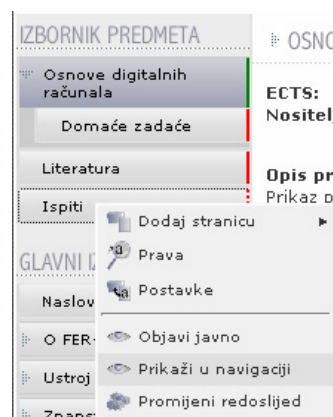 IZBORNIK PREDMETA
OSNO
Osnove digitalnih
računala
ECTS:
Nositelj
Domaće zadaće
Literatura
Opis pr
Prikaz p
Ispiti
Dodaj stranicu
Prava
GLAVNI
Postavke
Naslov
O FER-
Objavi javno
Ustroj
Prikaži u navigaciji
Promijeni redoslijed